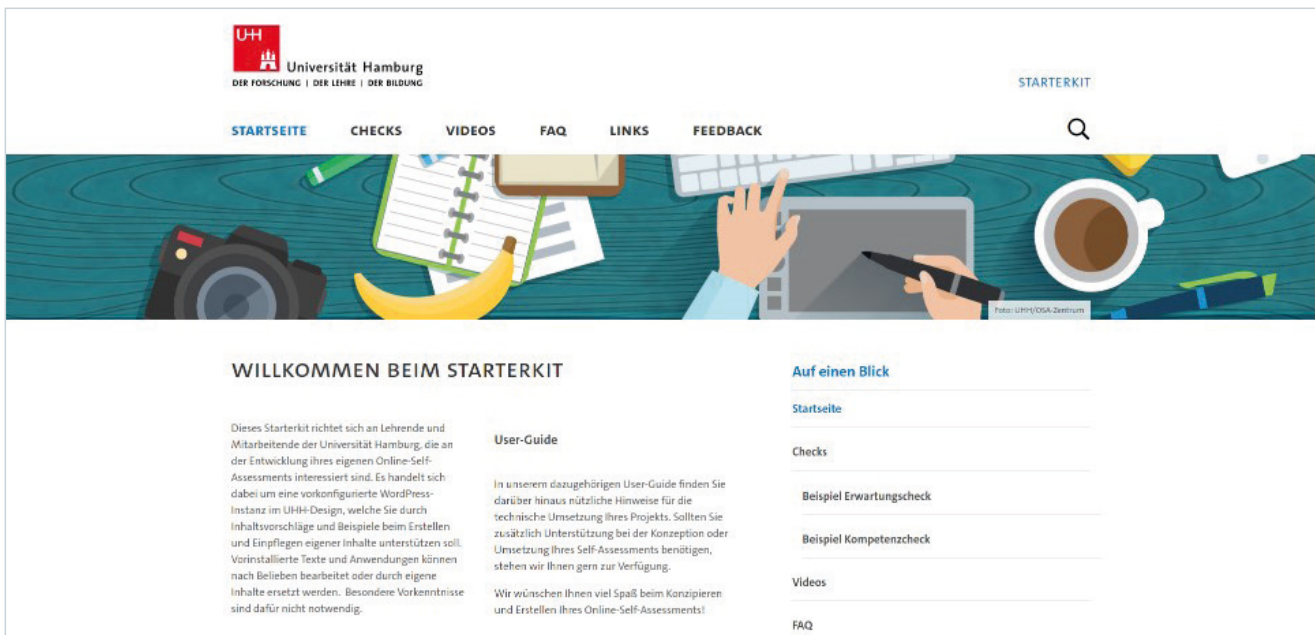 UHH
Universität Hamburg
DER FORSCHUNG | DER LEHRE | DER BILDUNG
STARTERKIT
STARTSEITE CHECKS VIDEOS FAQ LINKS FEEDBACK
Foto: UHH/OSA-Zentrum
WILLKOMMEN BEIM STARTERKIT
Dieses Starterkit richtet sich an Lehrende und
Mitarbeitende der Universität Hamburg, die an
der Entwicklung ihres eigenen Online-Self-
Assessments interessiert sind. Es handelt sich
dabei um eine vorkonfigurierte WordPress-
Instanz im UHH-Design, welche Sie durch
Inhaltsvorschläge und Beispiele beim Erstellen
und Einpflegen eigener Inhalte unterstützen soll.
Vorinstallierte Texte und Anwendungen können
nach Belieben bearbeitet oder durch eigene
Inhalte ersetzt werden. Besondere Vorkenntnisse
sind dafür nicht notwendig.
User-Guide
In unserem dazugehörigen User-Guide finden Sie
darüber hinaus nützliche Hinweise für die
technische Umsetzung Ihres Projekts. Sollten Sie
zusätzlich Unterstützung bei der Konzeption oder
Umsetzung Ihres Self-Assessments benötigen,
stehen wir Ihnen gern zur Verfügung.
Wir wünschen Ihnen viel Spaß beim Konzipieren
und Erstellen Ihres Online-Self-Assessments!
Auf einen Blick
Startseite
Checks
Beispiel Erwartungscheck
Beispiel Kompetenzcheck
Videos
FAQ